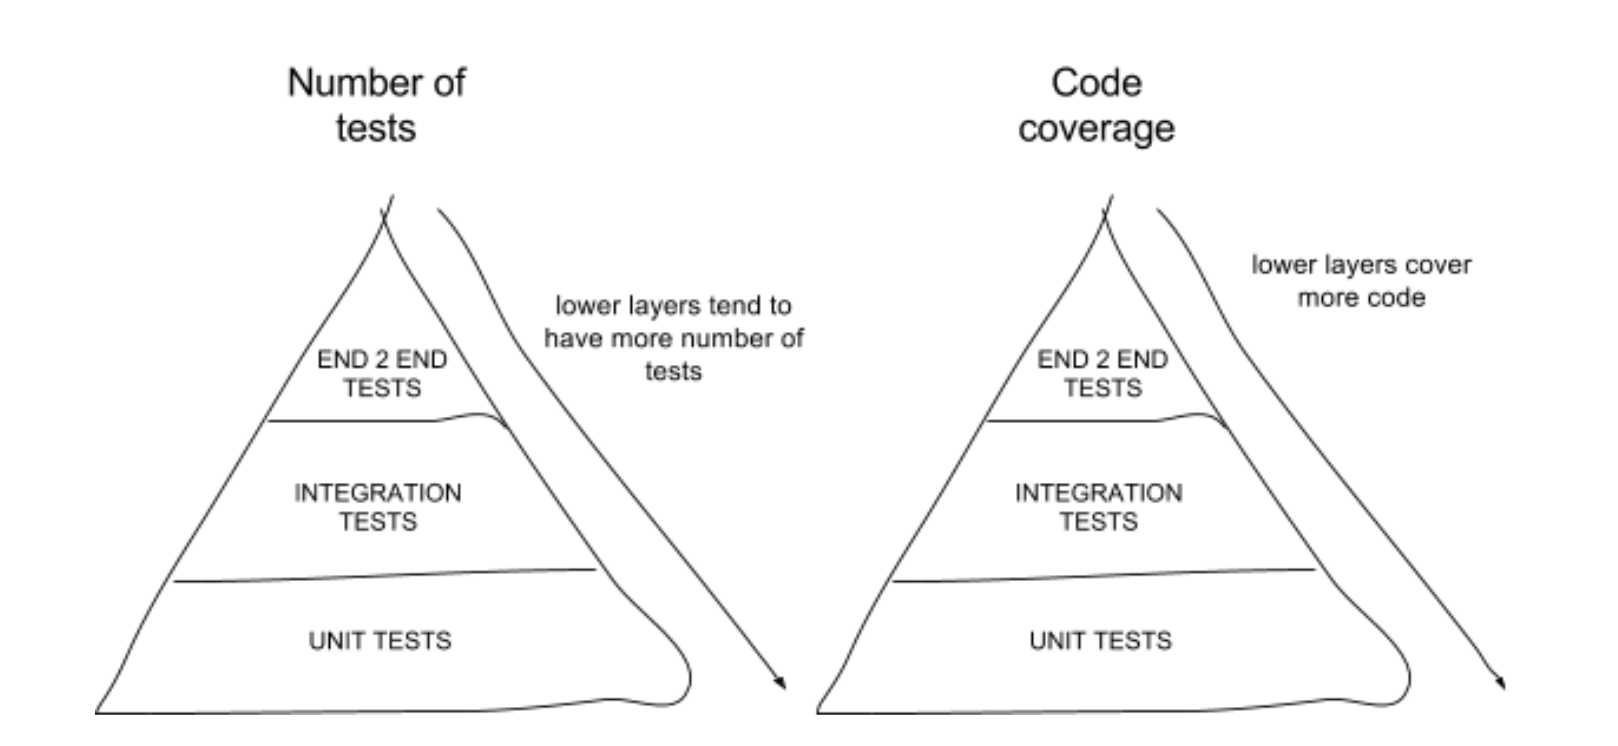 Number of
tests
lower layers tend to
have more number of
tests
END 2 END
TESTS
INTEGRATION
TESTS
UNIT TESTS
Code
coverage
lower layers cover
more code
END 2 END
TESTS
INTEGRATION
TESTS
UNIT TESTS